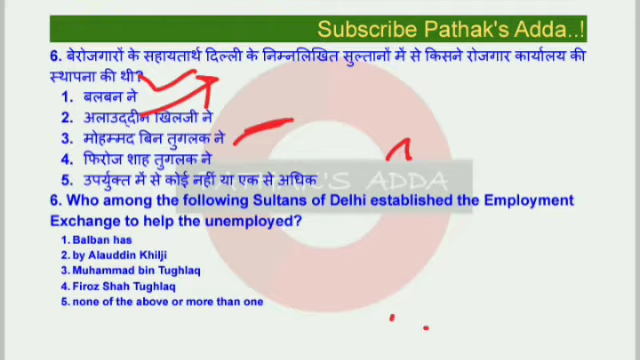 Subscribe Pathak's Adda..!
6. बेरोजगारों के सहायतार्थ दिल्ली के निम्नलिखित सुल्तानों में से किसने रोजगार कार्यालय की
स्थापना की थी?
1. बलबन ने
2. अलाउद्दीन खिलजी ने
3. मोहम्मद बिन तुगलक ने
4. फिरोज शाह तुगलक ने
5. उपर्युक्त में से कोई नहीं या एक से अधिक
PATHAK'S ADDA
6. Who among the following Sultans of Delhi established the Employment
Exchange to help the unemployed?
1. Balban has
2. by Alauddin Khilji
3. Muhammad bin Tughlaq
4. Firoz Shah Tughlaq
5. none of the above or more than one